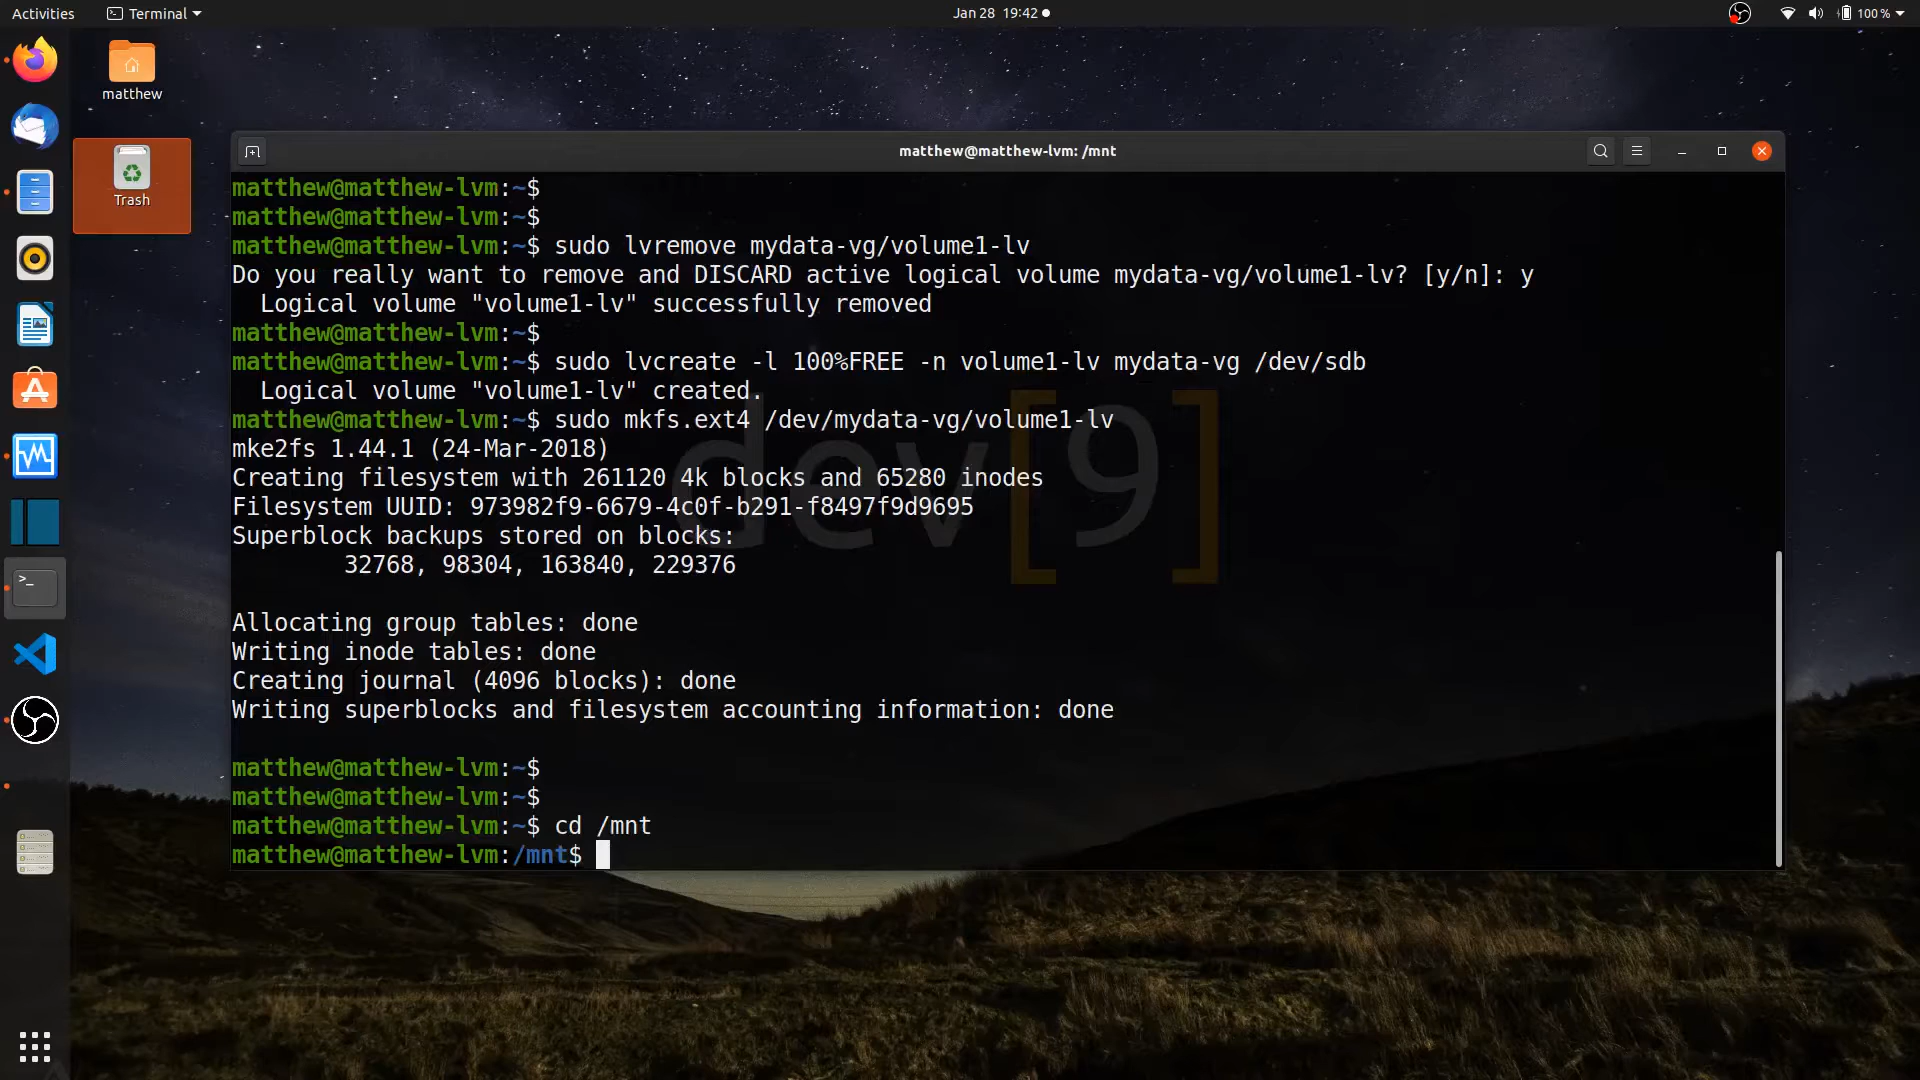 Activities Terminal Jan 28 19:42 100 %
matthew
Trash
matthew@matthew-lvm: /mnt
matthew@matthew-lvm:~$
matthew@matthew-lvm:~$
matthew@matthew-lvm:~$ sudo lvremove mydata-vg/volume1-lv
Do you really want to remove and DISCARD active logical volume mydata-vg/volume1-lv? [y/n]: y
  Logical volume "volume1-lv" successfully removed
matthew@matthew-lvm:~$
matthew@matthew-lvm:~$ sudo lvcreate -l 100%FREE -n volume1-lv mydata-vg /dev/sdb
  Logical volume "volume1-lv" created.
matthew@matthew-lvm:~$ sudo mkfs.ext4 /dev/mydata-vg/volume1-lv
mke2fs 1.44.1 (24-Mar-2018)
Creating filesystem with 261120 4k blocks and 65280 inodes
Filesystem UUID: 973982f9-6679-4c0f-b291-f8497f9d9695
Superblock backups stored on blocks:
        32768, 98304, 163840, 229376
Allocating group tables: done
Writing inode tables: done
Creating journal (4096 blocks): done
Writing superblocks and filesystem accounting information: done
matthew@matthew-lvm:~$
matthew@matthew-lvm:~$
matthew@matthew-lvm:~$ cd /mnt
matthew@matthew-lvm:/mnt$
dev[9]